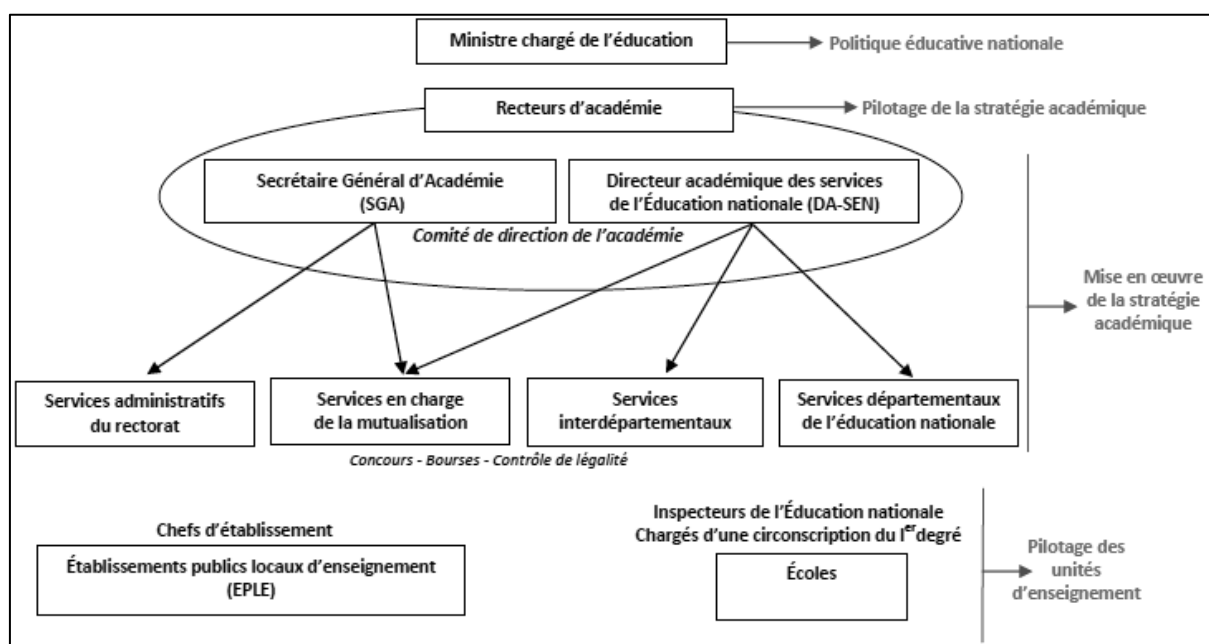 Ministre chargé de l'éducation
Politique éducative nationale
Recteurs d'académie
Pilotage de la stratégie académique
Secrétaire Général d'Académie
(SGA)
Directeur académique des services
de l'Éducation nationale (DA-SEN)
Comité de direction de l'académie
Mise en œuvre
de la stratégie
académique
Services administratifs
du rectorat
Services en charge
de la mutualisation
Services
interdépartementaux
Services départementaux
de l'éducation nationale
Concours - Bourses - Contrôle de légalité
Chefs d'établissement
Établissements publics locaux d'enseignement
(EPLE)
Inspecteurs de l'Éducation nationale
Chargés d'une circonscription du Ier degré
Écoles
Pilotage des
unités
d'enseignement